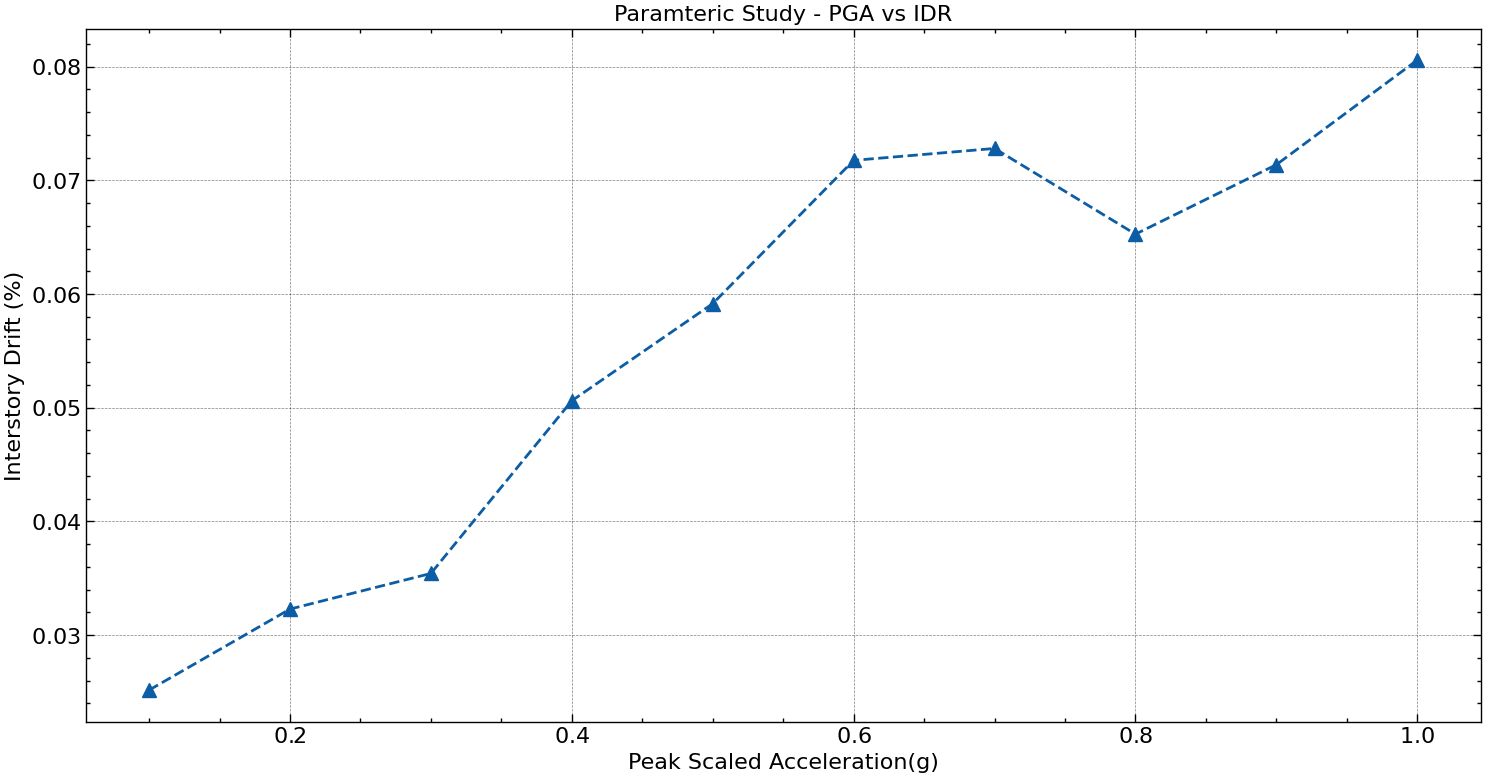 Paramteric Study - PGA vs IDR
0.08
0.07
0.06
0.05
0.04
0.03
Interstory Drift (%)
0.2 0.4 0.6 0.8 1.0
Peak Scaled Acceleration(g)